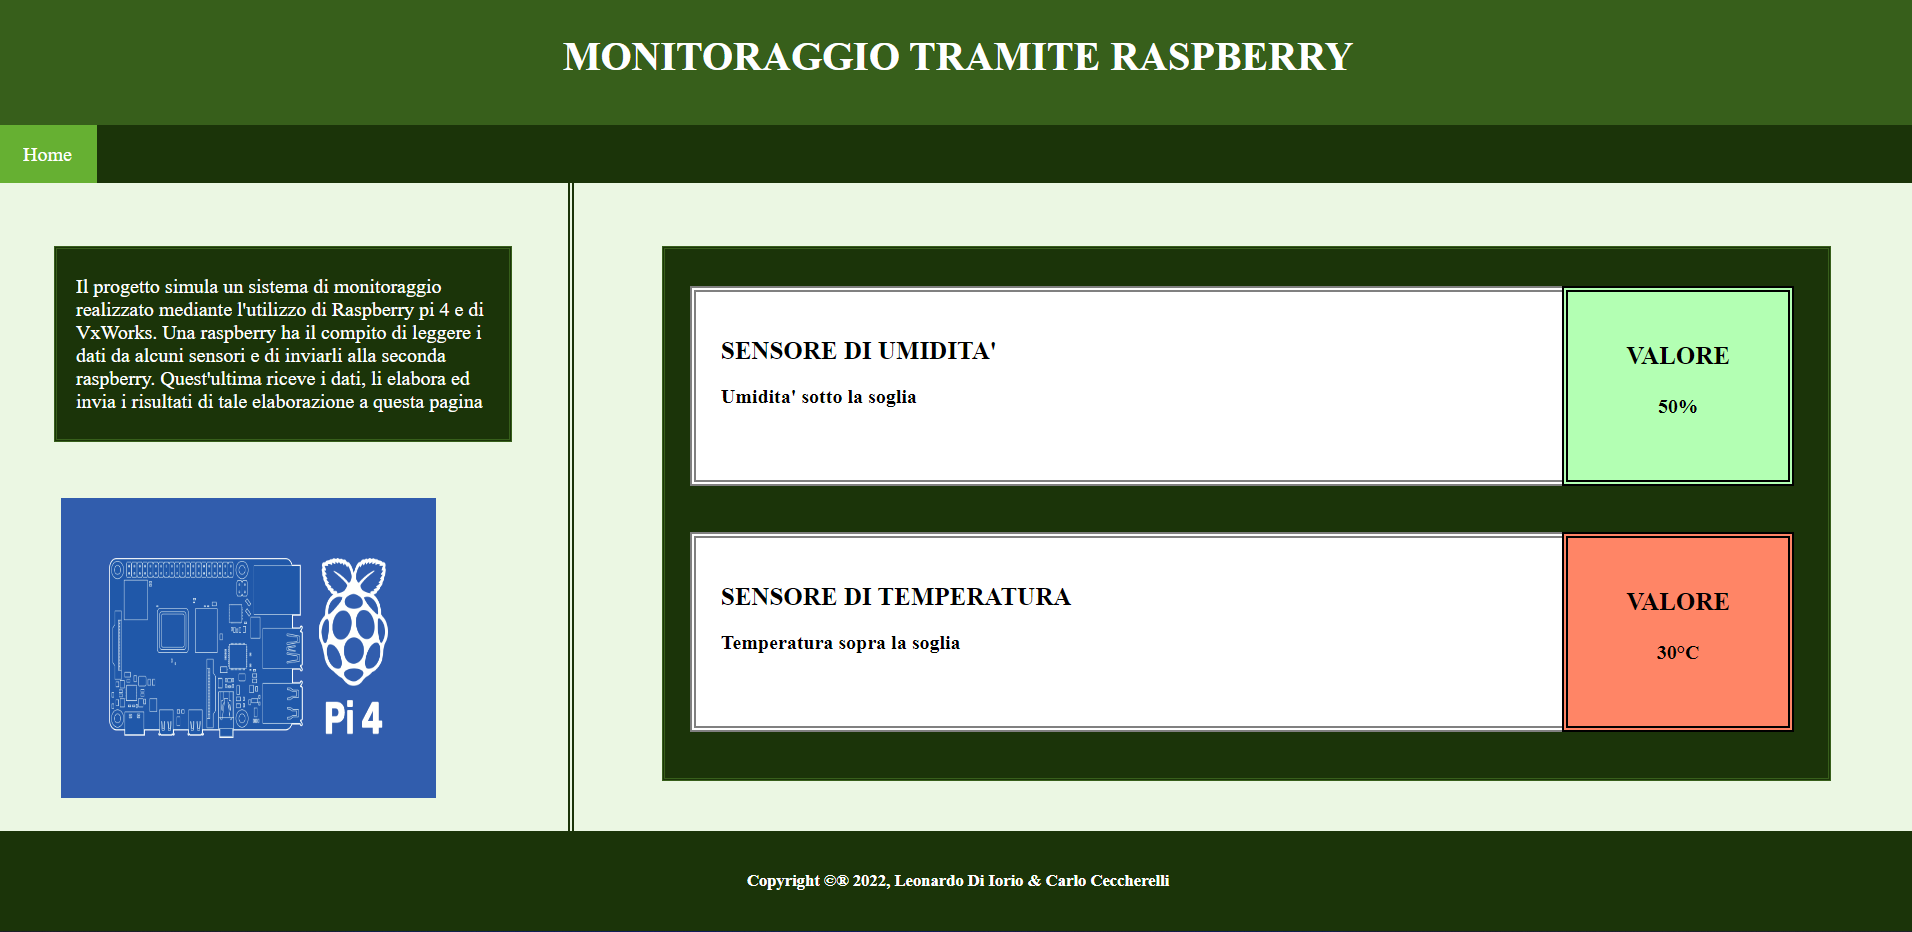 MONITORAGGIO TRAMITE RASPBERRY
Home
Il progetto simula un sistema di monitoraggio
realizzato mediante l'utilizzo di Raspberry pi 4 e di
VxWorks. Una raspberry ha il compito di leggere i
dati da alcuni sensori e di inviarli alla seconda
raspberry. Quest'ultima riceve i dati, li elabora ed
invia i risultati di tale elaborazione a questa pagina
Pi 4
SENSORE DI UMIDITA'
Umidita' sotto la soglia
VALORE
50%
SENSORE DI TEMPERATURA
Temperatura sopra la soglia
VALORE
30°C
Copyright ©® 2022, Leonardo Di Iorio & Carlo Ceccherelli